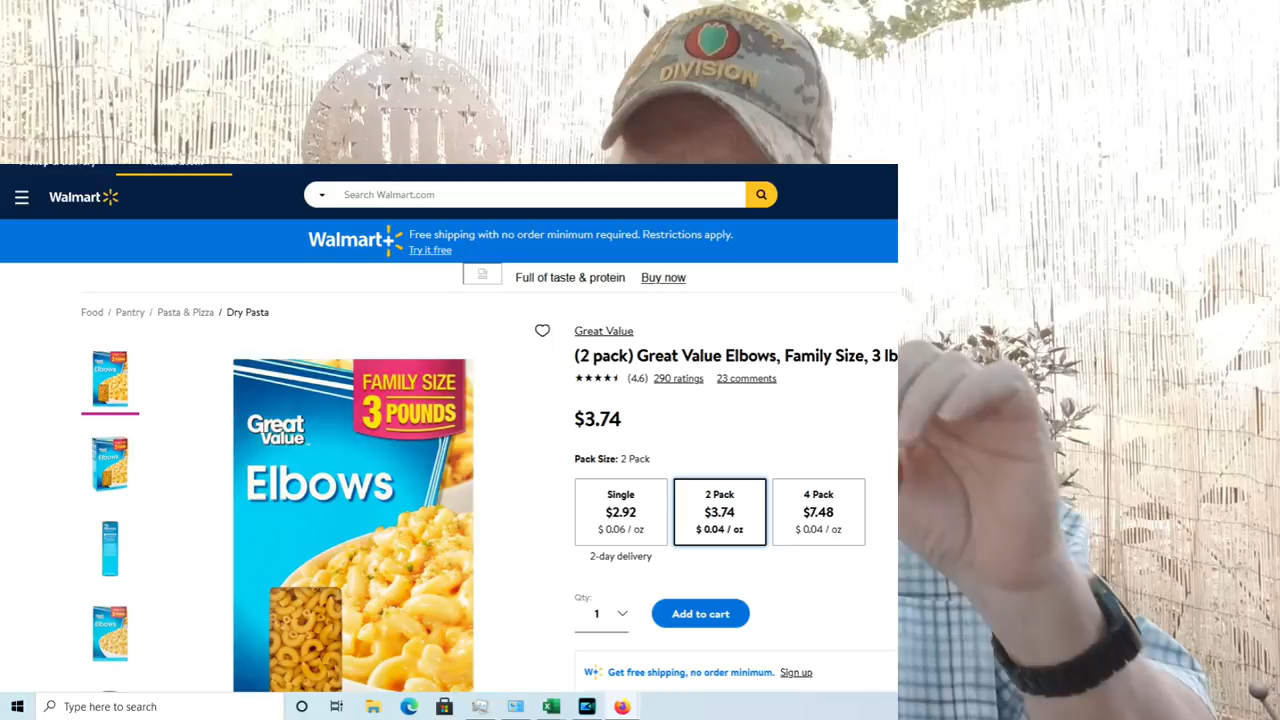 DIVISION
Walmart
Search Walmart.com
Walmart+
Free shipping with no order minimum required. Restrictions apply.
Try it free
Full of taste & protein Buy now
Food / Pantry / Pasta & Pizza / Dry Pasta
Great Value
(2 pack) Great Value Elbows, Family Size, 3 lb
(4.6) 290 ratings 23 comments
$3.74
Pack Size: 2 Pack
Single
$2.92
$ 0.06 / oz
2 Pack
$3.74
$ 0.04 / oz
4 Pack
$7.48
$ 0.04 / oz
2-day delivery
Qty:
1
Add to cart
W+ Get free shipping, no order minimum. Sign up
FAMILY SIZE
3 POUNDS
Great
Value
Elbows
Elbows
Elbows
Elbows
Type here to search